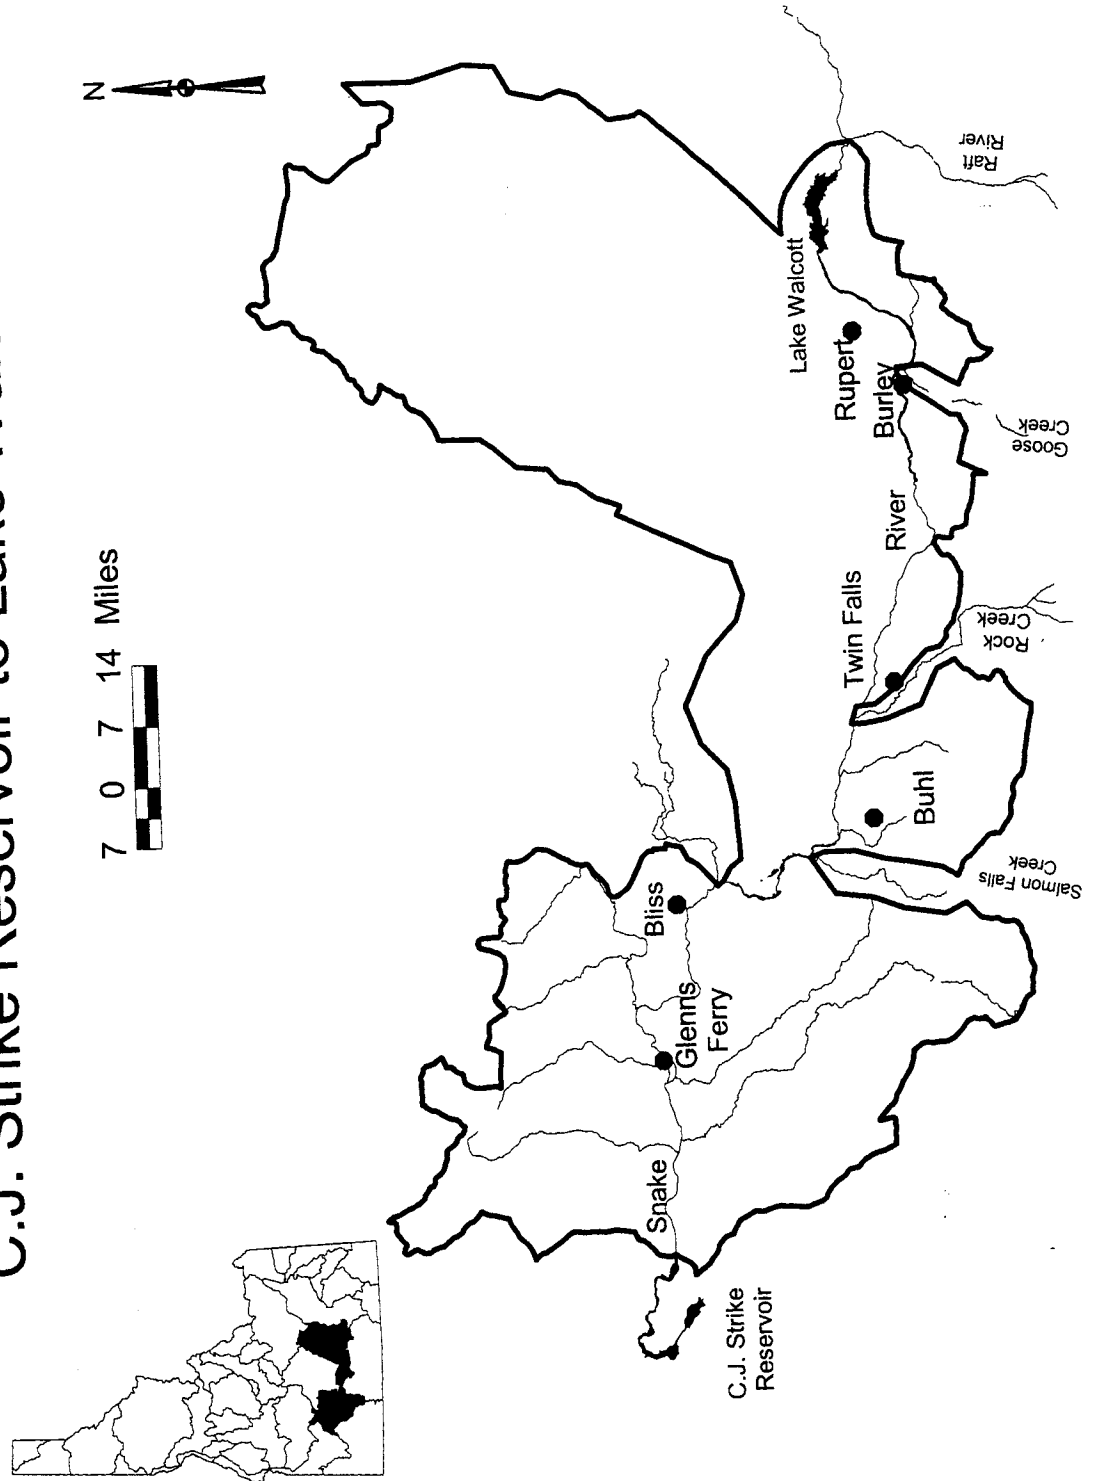 C.J. Strike Reservoir to Lake
N
7 0 7 14 Miles
Lake Walcott
Rupert
Burley
Raft
River
Goose
Creek
River
Twin Falls
Rock
Creek
Buhl
Salmon Falls
Creek
Bliss
Glenns
Ferry
Snake
C.J. Strike
Reservoir